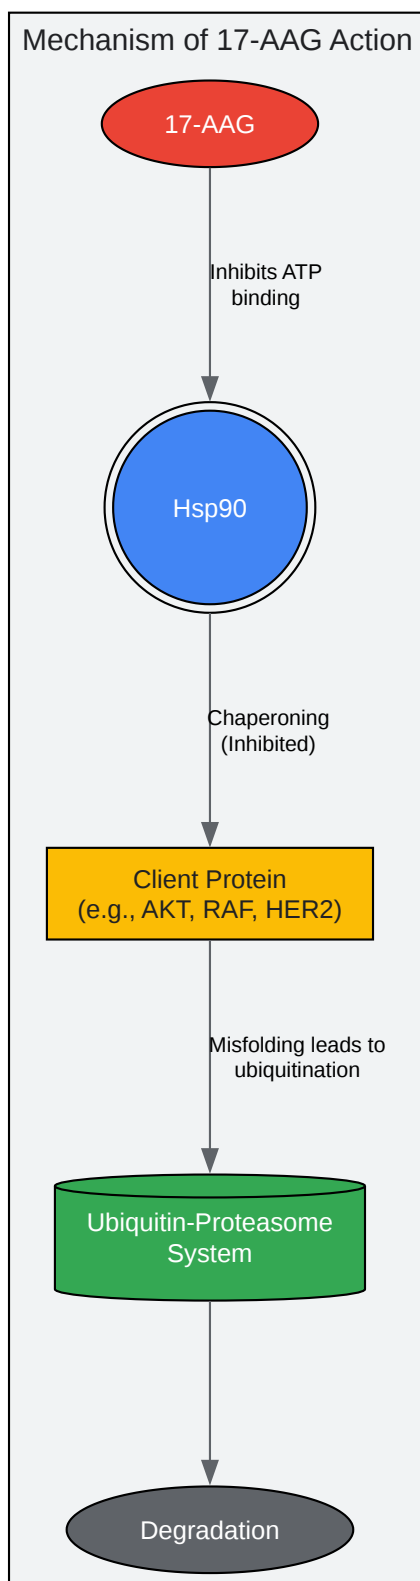 Mechanism of 17-AAG Action
17-AAG
Inhibits ATP
binding
Hsp90
Chaperoning
(Inhibited)
Client Protein
(e.g., AKT, RAF, HER2)
Misfolding leads to
ubiquitination
Ubiquitin-Proteasome
System
Degradation